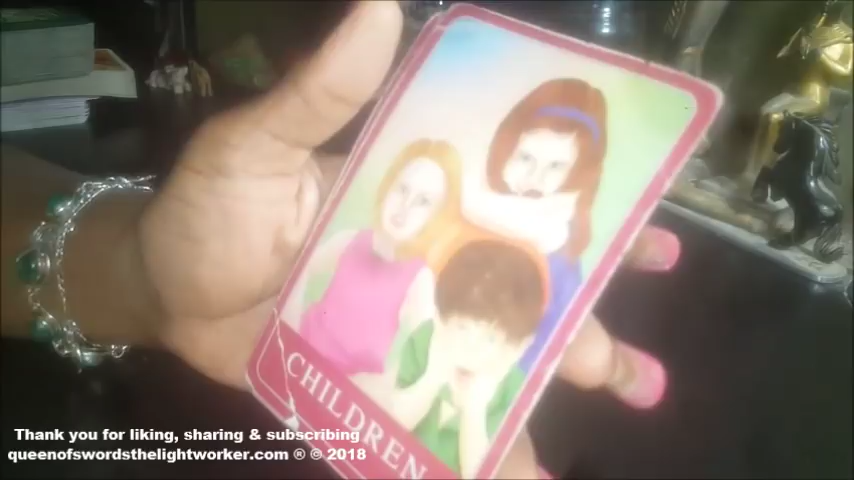 CHILDREN
Thank you for liking, sharing & subscribing
queenofswordsthelightworker.com ® © 2018